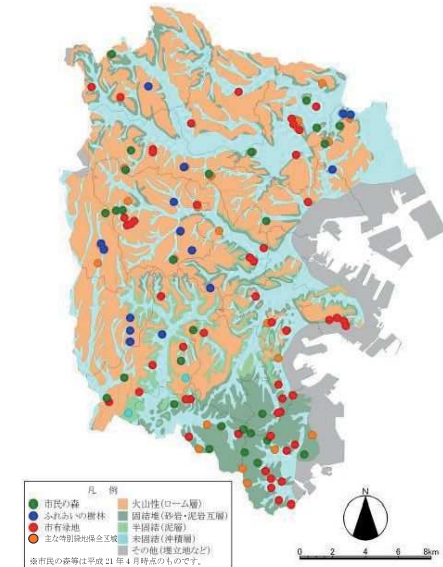 凡　例
市民の森
ふれあいの樹林
市有緑地
主な特別緑地保全区域
火山性(ローム層)
固結堆(砂岩・泥岩互層)
半固結(泥層)
未固結(沖積層)
その他(埋立地など)
※市民の森等は平成21年4月時点のものです。
0 2 4 8km